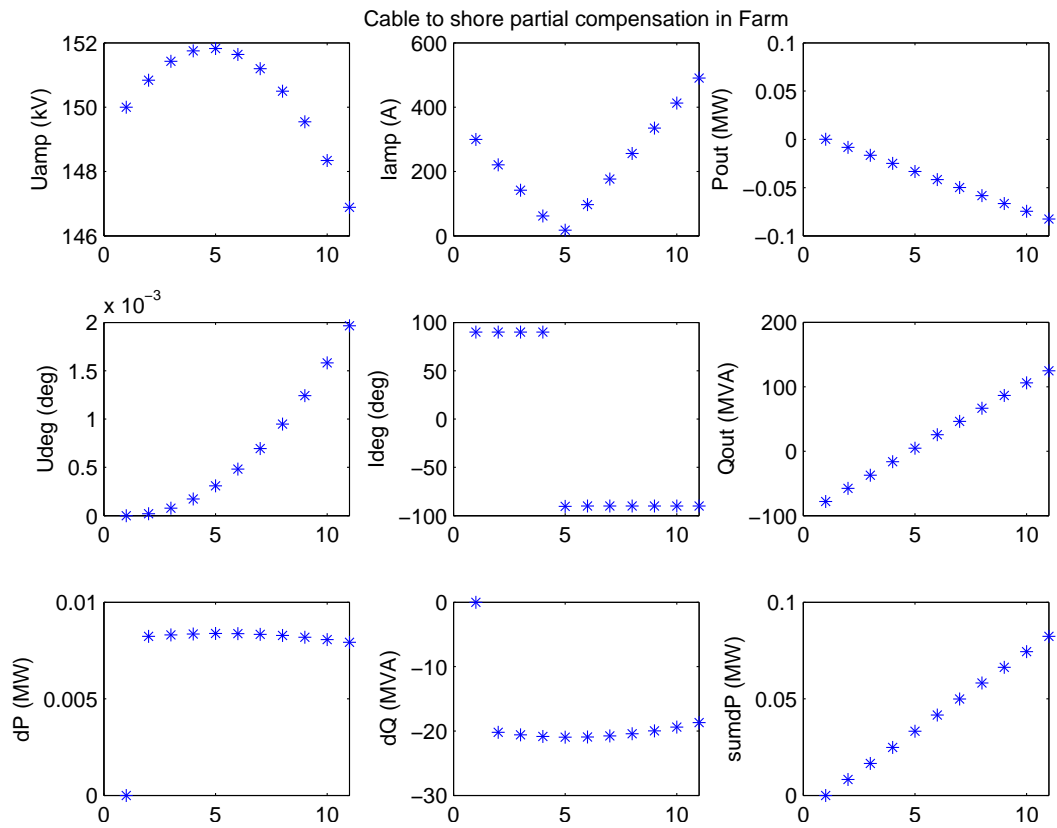 Cable to shore partial compensation in Farm
Uamp (kV)
152
150
148
146
0 5 10
Iamp (A)
600
400
200
0
0 5 10
Pout (MW)
0.1
0.05
0
−0.05
−0.1
0 5 10
x 10−3
Udeg (deg)
2
1.5
1
0.5
0
0 5 10
Ideg (deg)
100
50
0
−50
−100
0 5 10
Qout (MVA)
200
100
0
−100
0 5 10
dP (MW)
0.01
0.005
0
0 5 10
dQ (MVA)
0
−10
−20
−30
0 5 10
sumdP (MW)
0.1
0.05
0
0 5 10